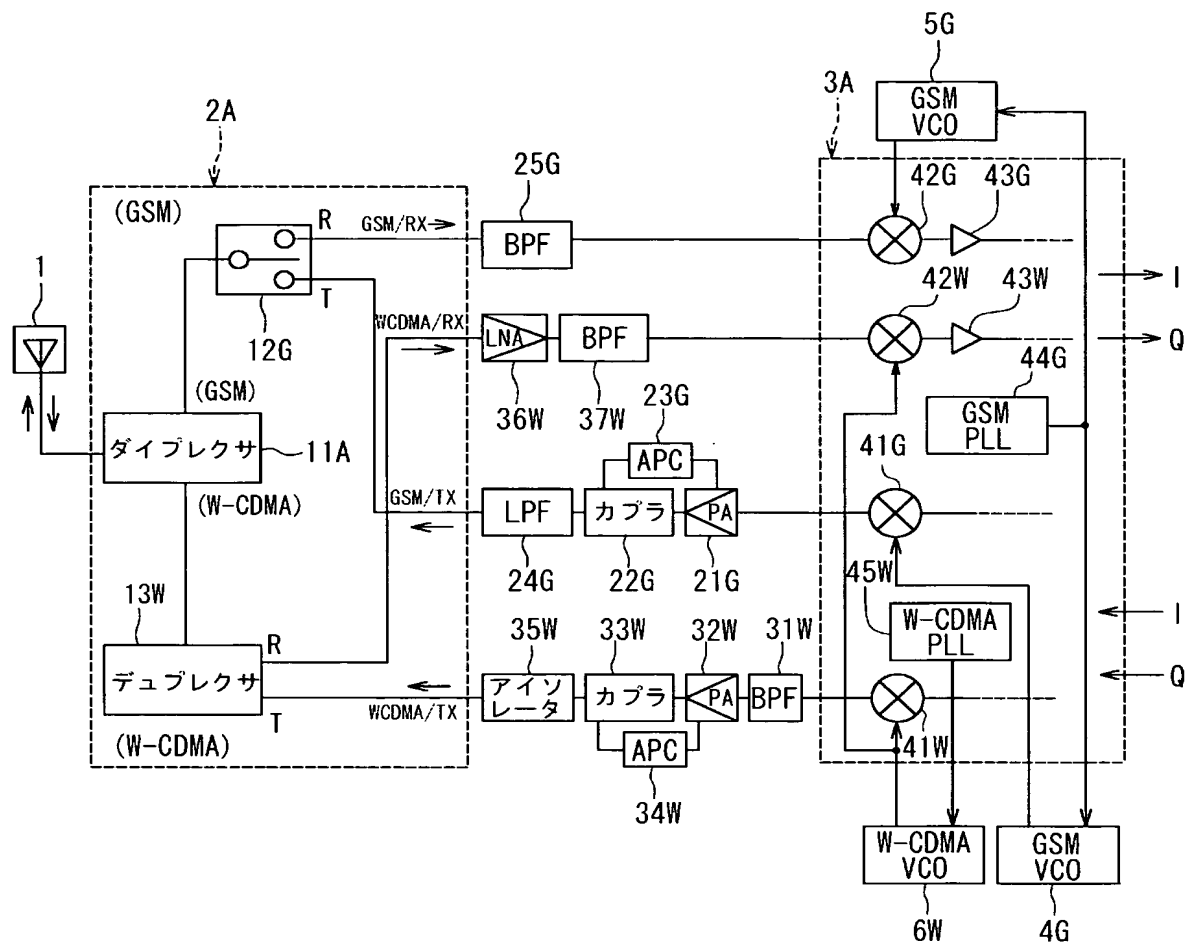 5G
3A
GSM
VCO
2A
25G
42G
43G
(GSM)
R
GSM/RX
BPF
I
T
42W
43W
1
12G
WCDMA/RX
LNA
BPF
Q
(GSM)
36W
37W
23G
44G
GSM
PLL
ダイプレクサ
11A
APC
41G
(W-CDMA)
GSM/TX
LPF
カプラ
PA
24G
22G
21G
45W
13W
35W
33W
32W
31W
W-CDMA
PLL
I
R
デュプレクサ
アイソ
レータ
カプラ
PA
BPF
Q
T
WCDMA/TX
(W-CDMA)
APC
41W
34W
W-CDMA
VCO
GSM
VCO
6W
4G